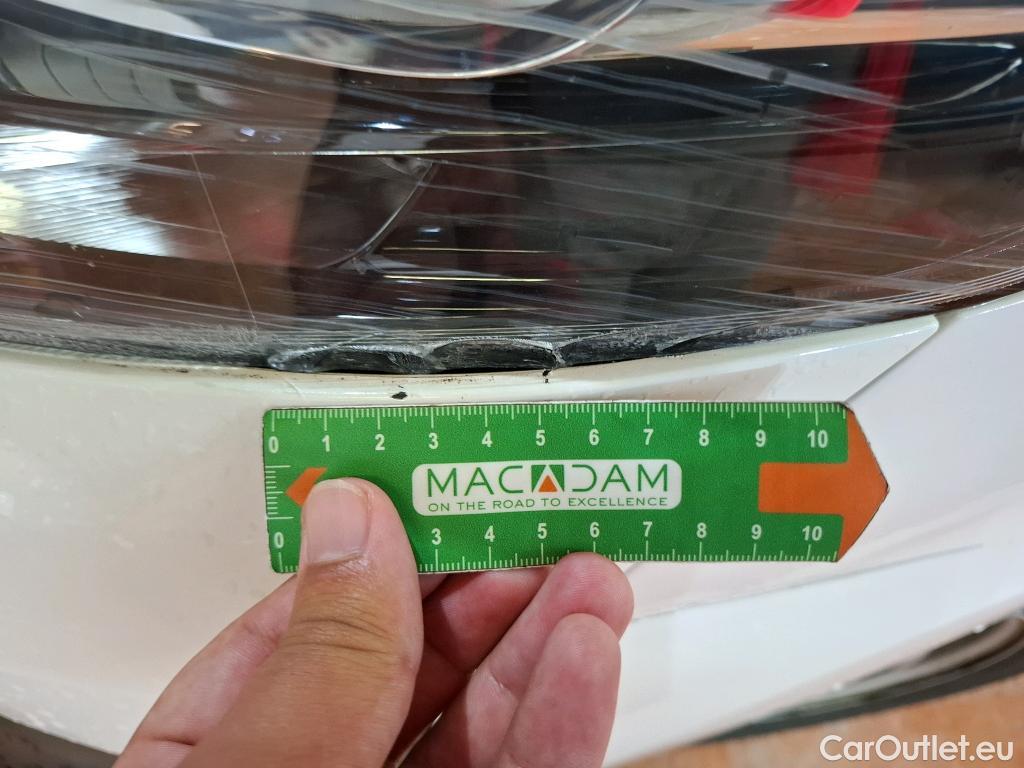 0 1 2 3 4 5 6 7 8 9 10
MACADAM
ON THE ROAD TO EXCELLENCE
0 3 4 5 6 7 8 9 10
CarOutlet.eu